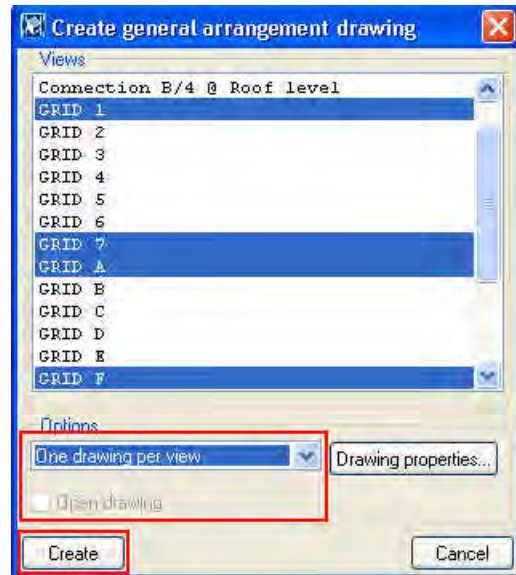 Create general arrangement drawing
Views
Connection B/4 @ Roof level
GRID 1
GRID 2
GRID 3
GRID 4
GRID 5
GRID 6
GRID 7
GRID A
GRID B
GRID C
GRID D
GRID E
GRID F
Options
One drawing per view
Drawing properties...
Open drawing
Create
Cancel